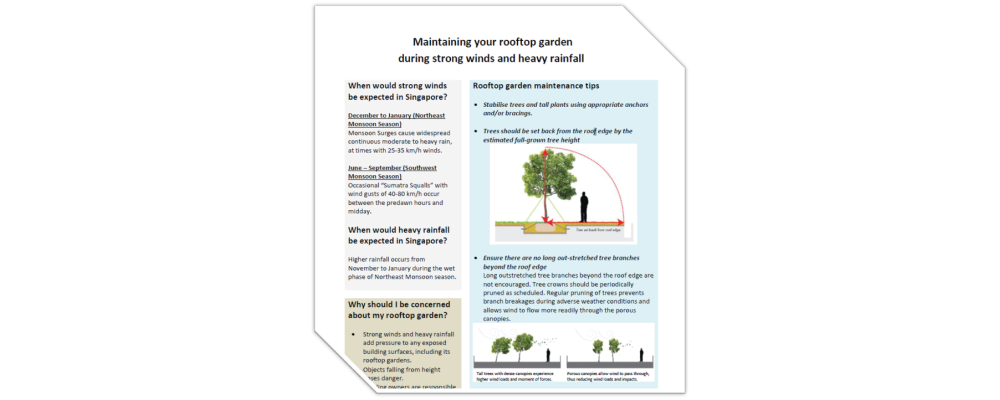 Maintaining your rooftop garden
during strong winds and heavy rainfall
When would strong winds
be expected in Singapore?
December to January (Northeast
Monsoon Season)
Monsoon Surges cause widespread
continuous moderate to heavy rain,
at times with 25-35 km/h winds.
June – September (Southwest
Monsoon Season)
Occasional “Sumatra Squalls” with
wind gusts of 40-80 km/h occur
between the predawn hours and
midday.
When would heavy rainfall
be expected in Singapore?
Higher rainfall occurs from
November to January during the wet
phase of Northeast Monsoon season.
Why should I be concerned
about my rooftop garden?
• Strong winds and heavy rainfall
add pressure to any exposed
building surfaces, including its
rooftop gardens.
Objects falling from height
danger.
owners are responsible
Rooftop garden maintenance tips
• Stabilise trees and tall plants using appropriate anchors
and/or bracings.
• Trees should be set back from the roof edge by the
estimated full-grown tree height
Tree set back from roof edge
• Ensure there are no long out-stretched tree branches
beyond the roof edge
Long outstretched tree branches beyond the roof edge are
not encouraged. Tree crowns should be periodically
pruned as scheduled. Regular pruning of trees prevents
branch breakages during adverse weather conditions and
allows wind to flow more readily through the porous
canopies.
Tall trees with dense canopies experience
higher wind loads and moment of forces.
Porous canopies allow wind to pass through,
thus reducing wind loads and impacts.